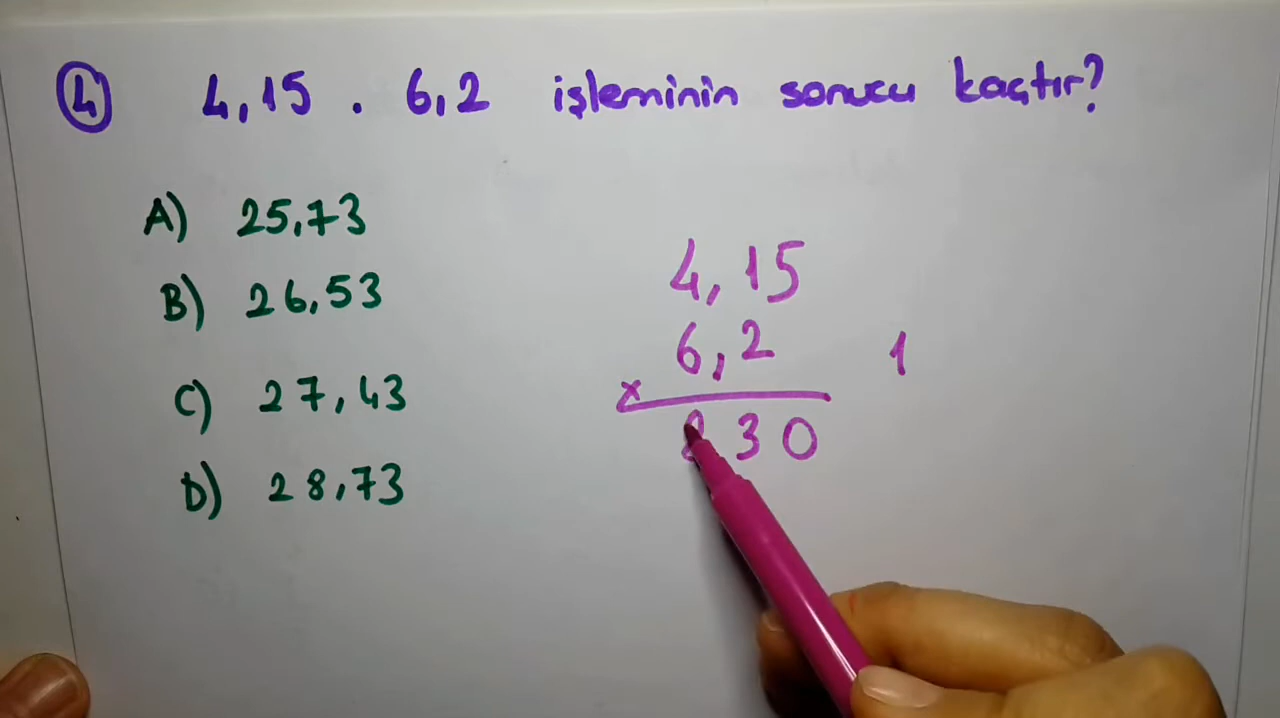 4 4,15 . 6,2 işleminin sonucu kaçtır?
A) 25,73
B) 26,53
C) 27,43
D) 28,73
4,15
6,2 1
x
830